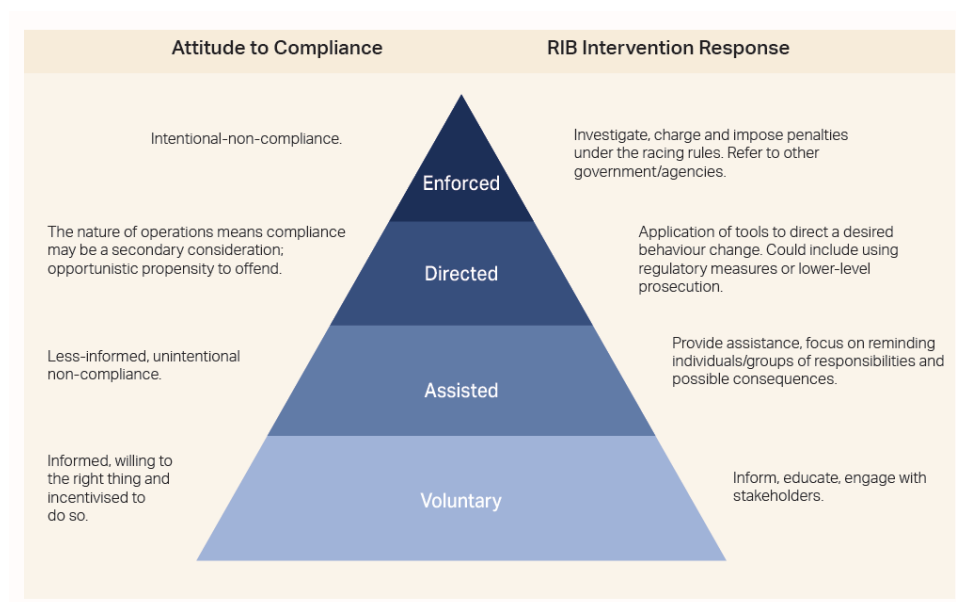 Attitude to Compliance
RIB Intervention Response
Intentional-non-compliance.
Enforced
Investigate, charge and impose penalties
under the racing rules. Refer to other
government/agencies.
The nature of operations means compliance
may be a secondary consideration;
opportunistic propensity to offend.
Directed
Application of tools to direct a desired
behaviour change. Could include using
regulatory measures or lower-level
prosecution.
Less-informed, unintentional
non-compliance.
Assisted
Provide assistance, focus on reminding
individuals/groups of responsibilities and
possible consequences.
Informed, willing to
the right thing and
incentivised to
do so.
Voluntary
Inform, educate, engage with
stakeholders.